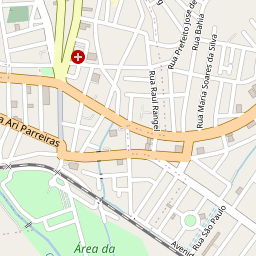 Rua Prefeito José de
Rua Bahia
Rua Maria Soares da Silva
Rua Raul Rangel
a Ari Parreiras
Rua São Paulo
Avenid
Área da